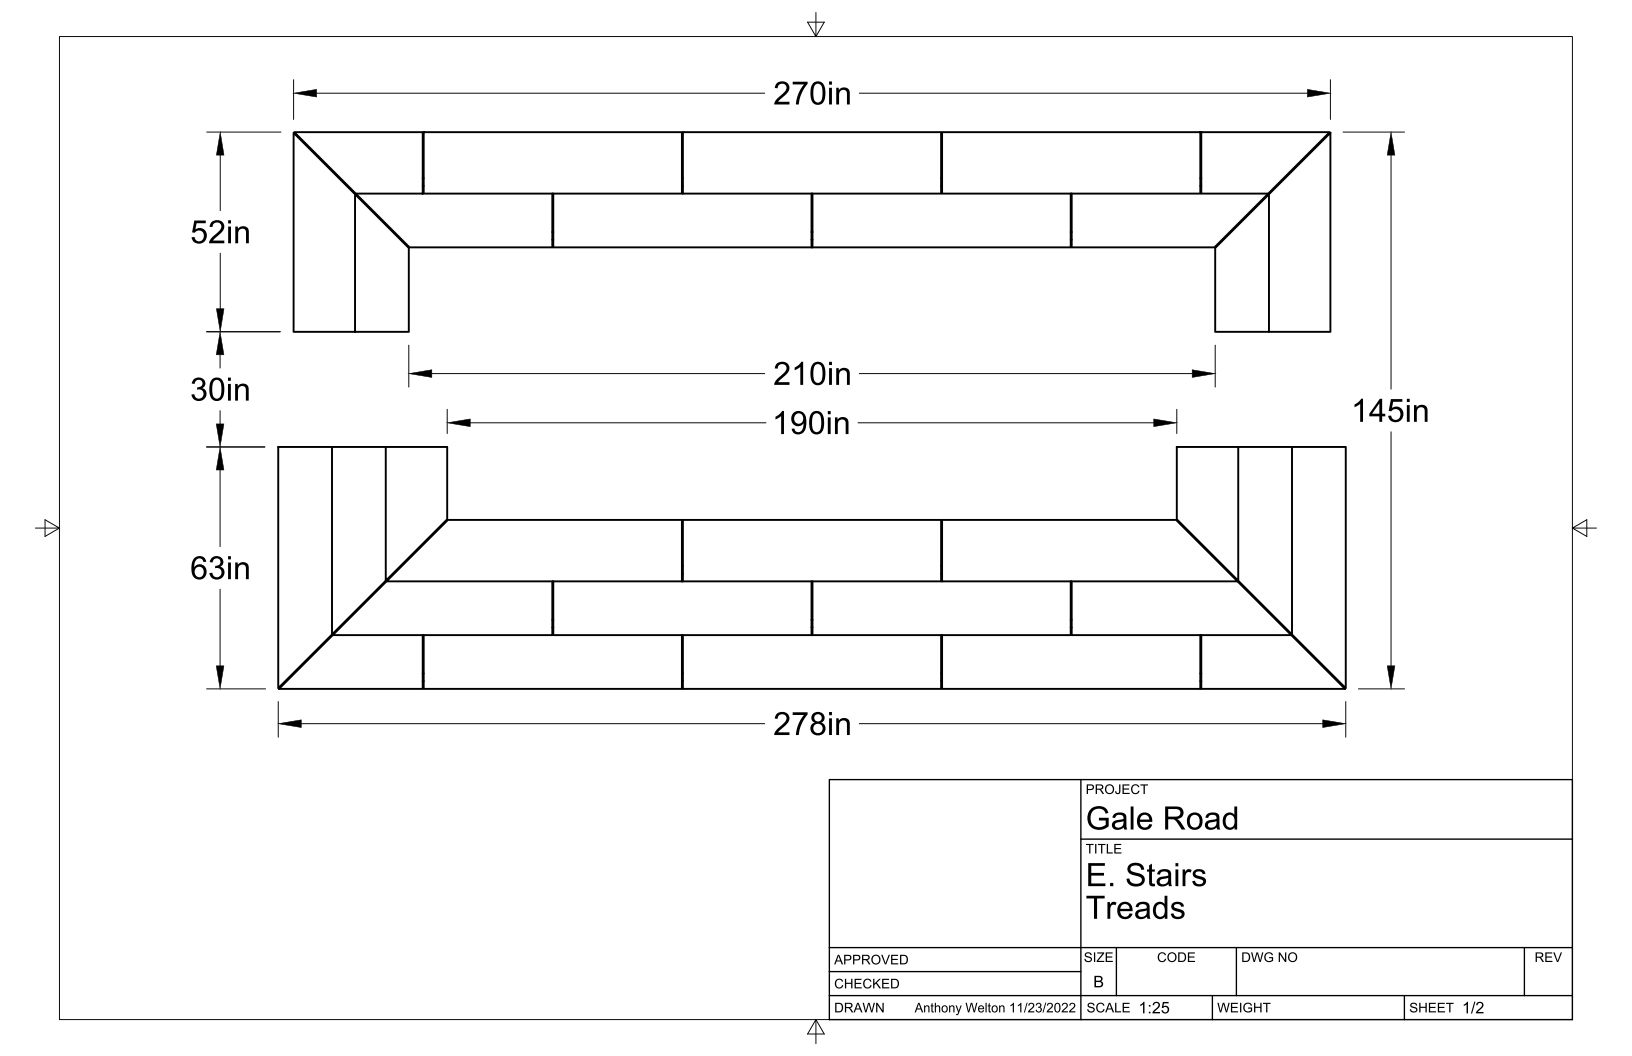 270in
52in
210in
30in
190in
145in
63in
278in
PROJECT
Gale Road
TITLE
E. Stairs
Treads
APPROVED
SIZE CODE DWG NO REV
CHECKED
B
DRAWN Anthony Welton 11/23/2022 SCALE 1:25 WEIGHT SHEET 1/2